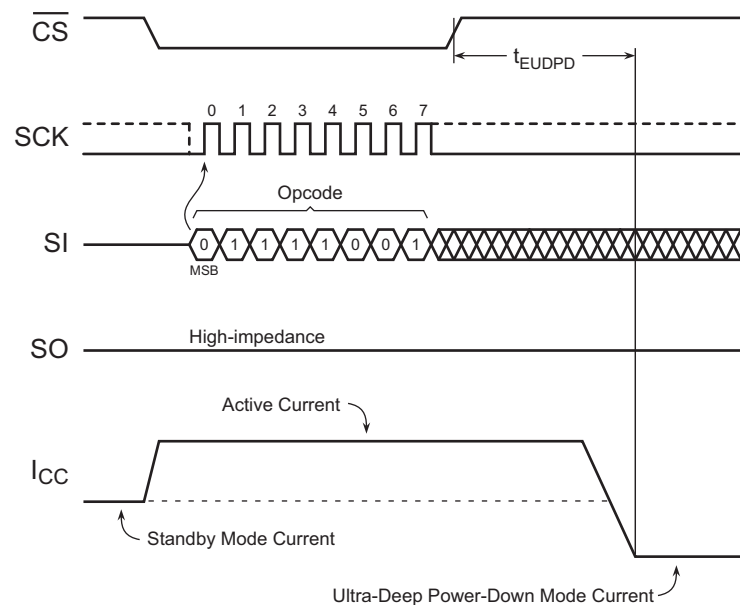 CS
tEUDPD
0 1 2 3 4 5 6 7
SCK
Opcode
SI
0 1 1 1 1 0 0 1
MSB
High-impedance
SO
Active Current
ICC
Standby Mode Current
Ultra-Deep Power-Down Mode Current